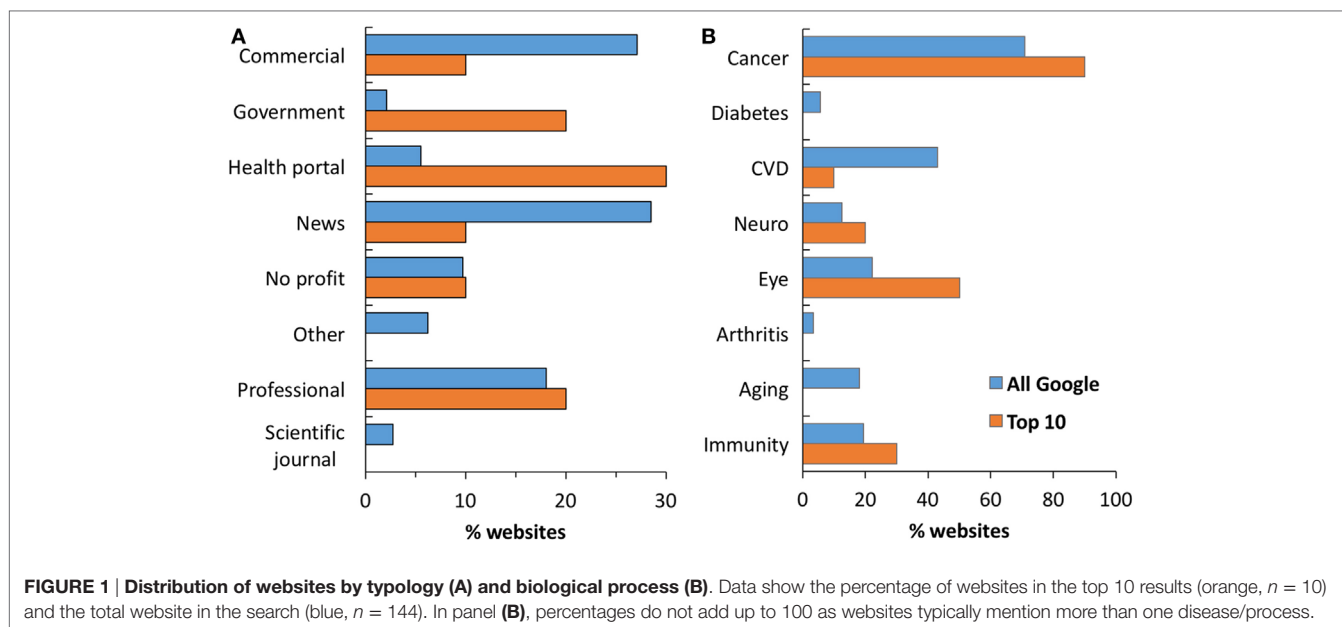 A
Commercial
Government
Health portal
News
No profit
Other
Professional
Scientific
journal
0 10 20 30
% websites
B
Cancer
Diabetes
CVD
Neuro
Eye
Arthritis
Aging
Immunity
All Google
Top 10
0 20 40 60 80 100
% websites
FIGURE 1 | Distribution of websites by typology (A) and biological process (B). Data show the percentage of websites in the top 10 results (orange, n = 10)
and the total website in the search (blue, n = 144). In panel (B), percentages do not add up to 100 as websites typically mention more than one disease/process.